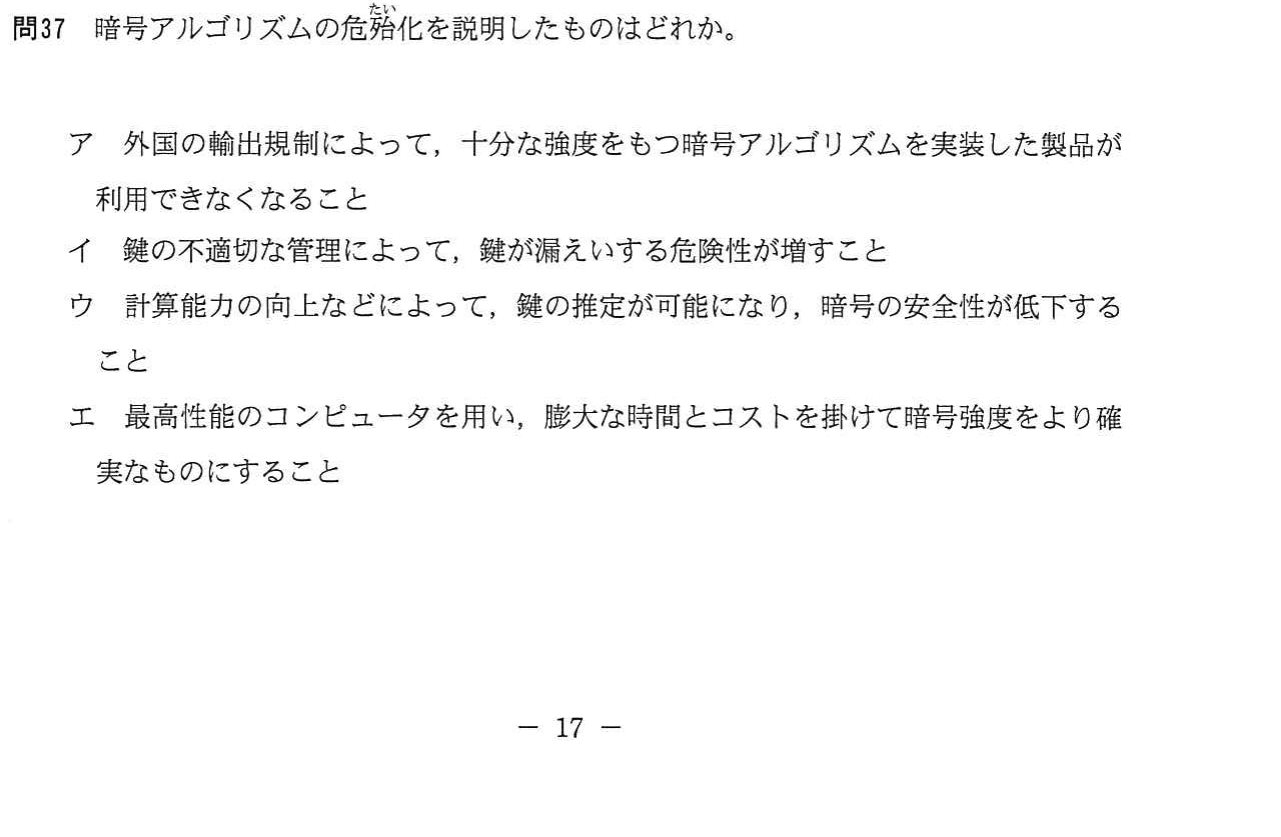 問37 暗号アルゴリズムの危殆化を説明したものはどれか。
ア 外国の輸出規制によって，十分な強度をもつ暗号アルゴリズムを実装した製品が
利用できなくなること
イ 鍵の不適切な管理によって，鍵が漏えいする危険性が増すこと
ウ 計算能力の向上などによって，鍵の推定が可能になり，暗号の安全性が低下する
こと
エ 最高性能のコンピュータを用い，膨大な時間とコストを掛けて暗号強度をより確
実なものにすること
－ 17 －